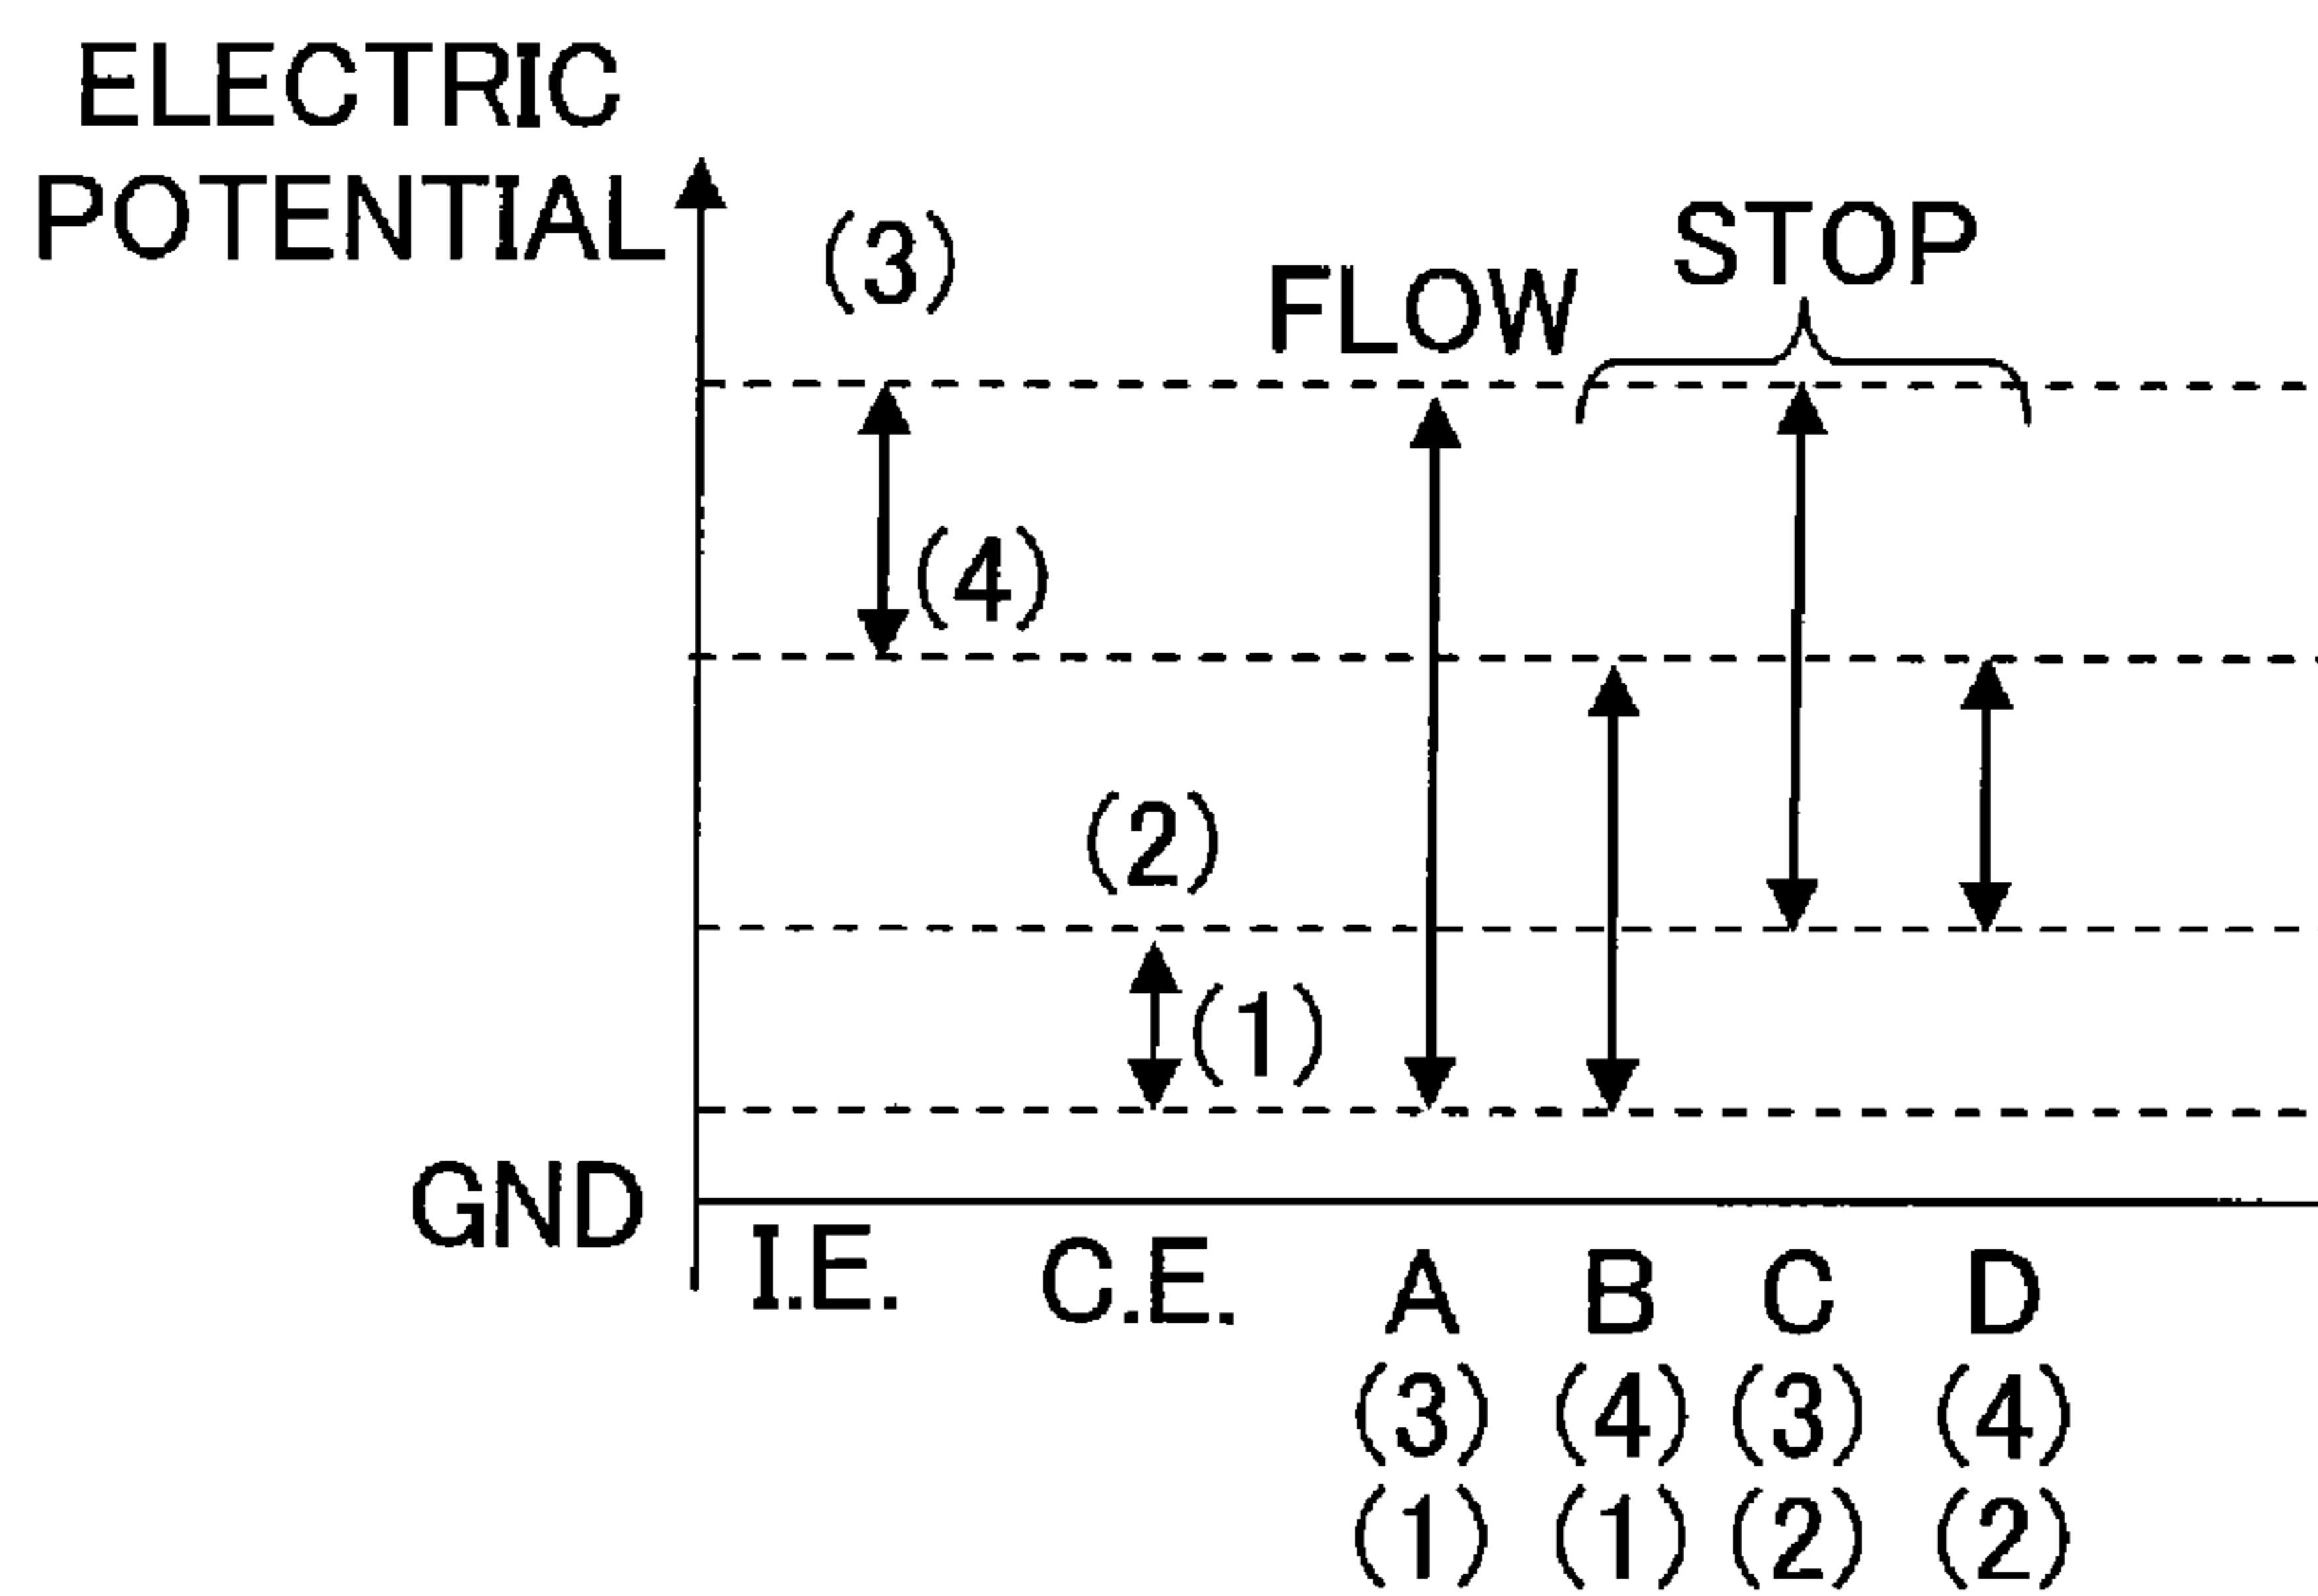 ELECTRIC
POTENTIAL
(3)
FLOW
STOP
(4)
(2)
(1)
GND
I.E.
C.E.
A B C D
(3) (4) (3) (4)
(1) (1) (2) (2)